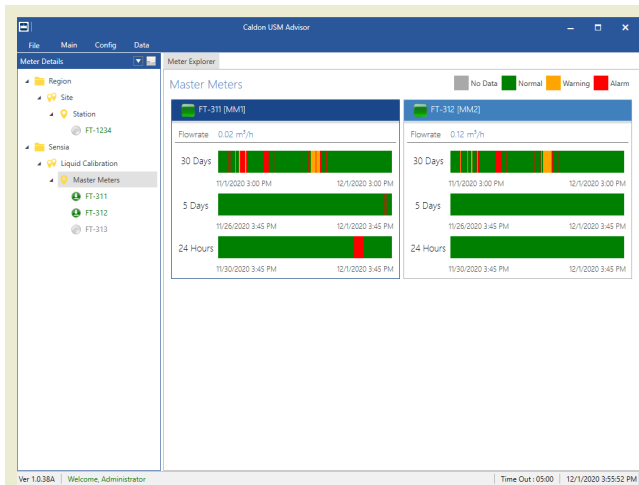 Caldon USM Advisor
File Main Config Data
Meter Details
Meter Explorer
Region
Site
Station
FT-1234
Sensia
Liquid Calibration
Master Meters
FT-311
FT-312
FT-313
Master Meters
No Data Normal Warning Alarm
FT-311 [MM1]
Flowrate 0.02 m³/h
30 Days
11/1/2020 3:00 PM 12/1/2020 3:00 PM
5 Days
11/26/2020 3:45 PM 12/1/2020 3:45 PM
24 Hours
11/30/2020 3:45 PM 12/1/2020 3:45 PM
FT-312 [MM2]
Flowrate 0.12 m³/h
30 Days
11/1/2020 3:00 PM 12/1/2020 3:00 PM
5 Days
11/26/2020 3:45 PM 12/1/2020 3:45 PM
24 Hours
11/30/2020 3:45 PM 12/1/2020 3:45 PM
Ver 1.0.38A Welcome, Administrator Time Out : 05:00 12/1/2020 3:55:52 PM